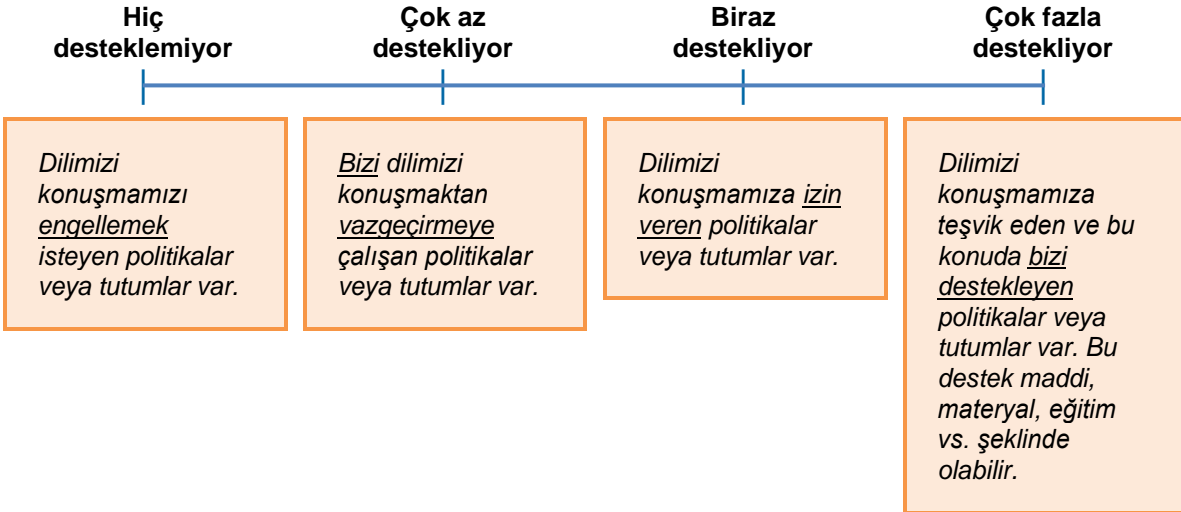 Hiç
desteklemiyor
Çok az
destekliyor
Biraz
destekliyor
Çok fazla
destekliyor
Dilimizi
konuşmamızı
engellemek
isteyen politikalar
veya tutumlar var.
Bizi dilimizi
konuşmaktan
vazgeçirmeye
çalışan politikalar
veya tutumlar var.
Dilimizi
konuşmamıza izin
veren politikalar
veya tutumlar var.
Dilimizi
konuşmamıza
teşvik eden ve bu
konuda bizi
destekleyen
politikalar veya
tutumlar var. Bu
destek maddi,
materyal, eğitim
vs. şeklinde
olabilir.